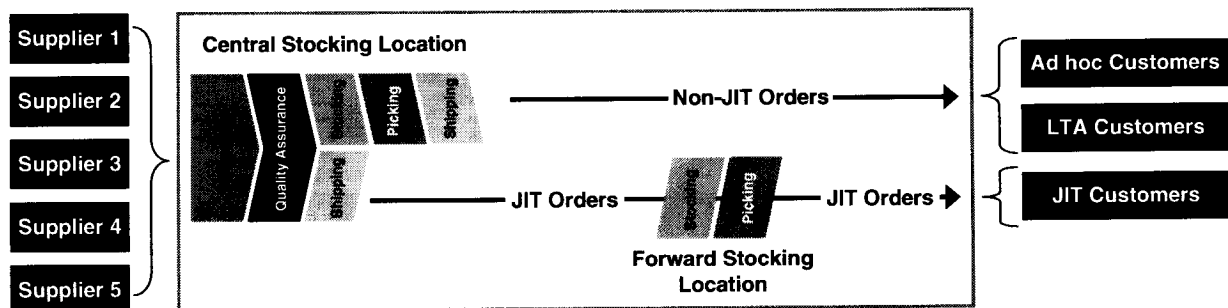 Supplier 1
Supplier 2
Supplier 3
Supplier 4
Supplier 5
Central Stocking Location
Quality Assurance
Stocking
Picking
Shipping
Shipping
Non-JIT Orders
JIT Orders
Stocking
Picking
JIT Orders
Forward Stocking
Location
Ad hoc Customers
LTA Customers
JIT Customers